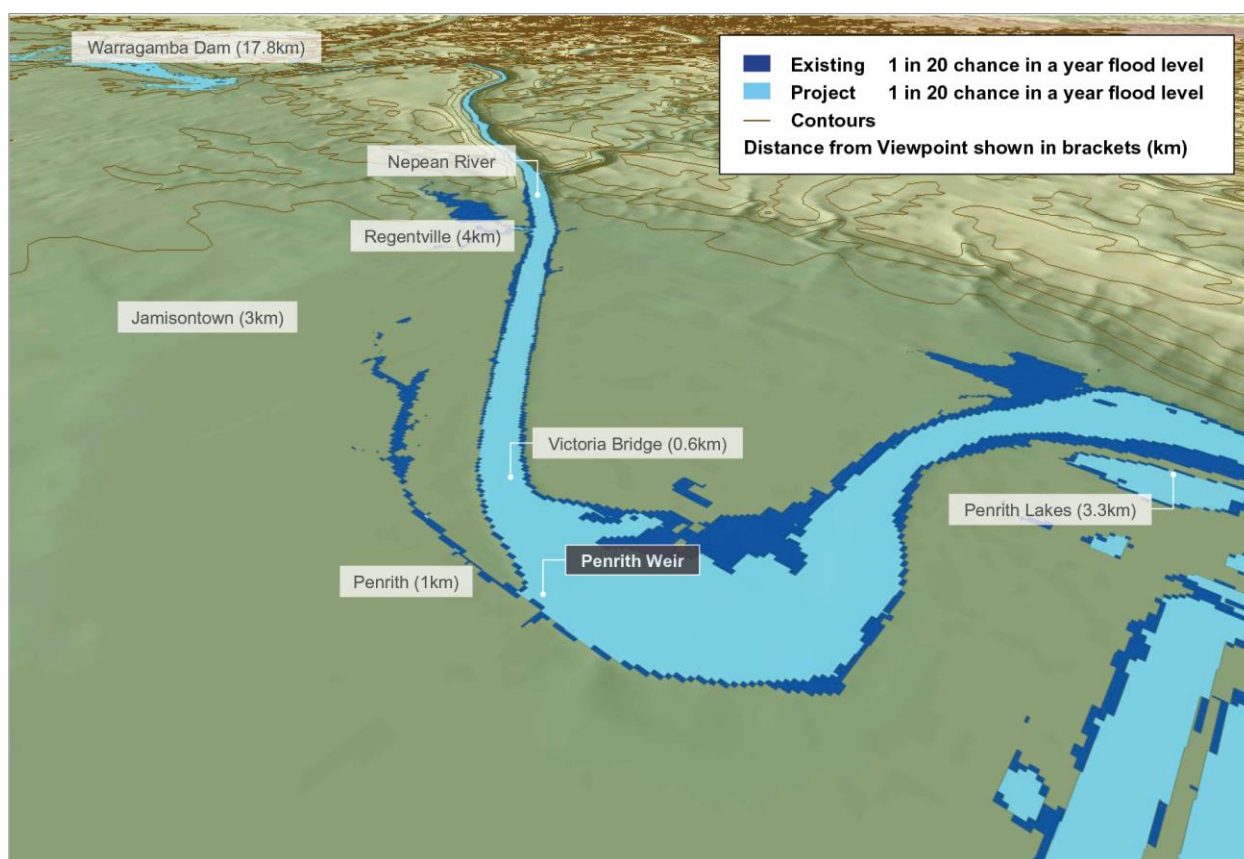 Warragamba Dam (17.8km)
Existing 1 in 20 chance in a year flood level
Project 1 in 20 chance in a year flood level
Contours
Distance from Viewpoint shown in brackets (km)
Nepean River
Regentville (4km)
Jamisontown (3km)
Victoria Bridge (0.6km)
Penrith Lakes (3.3km)
Penrith Weir
Penrith (1km)